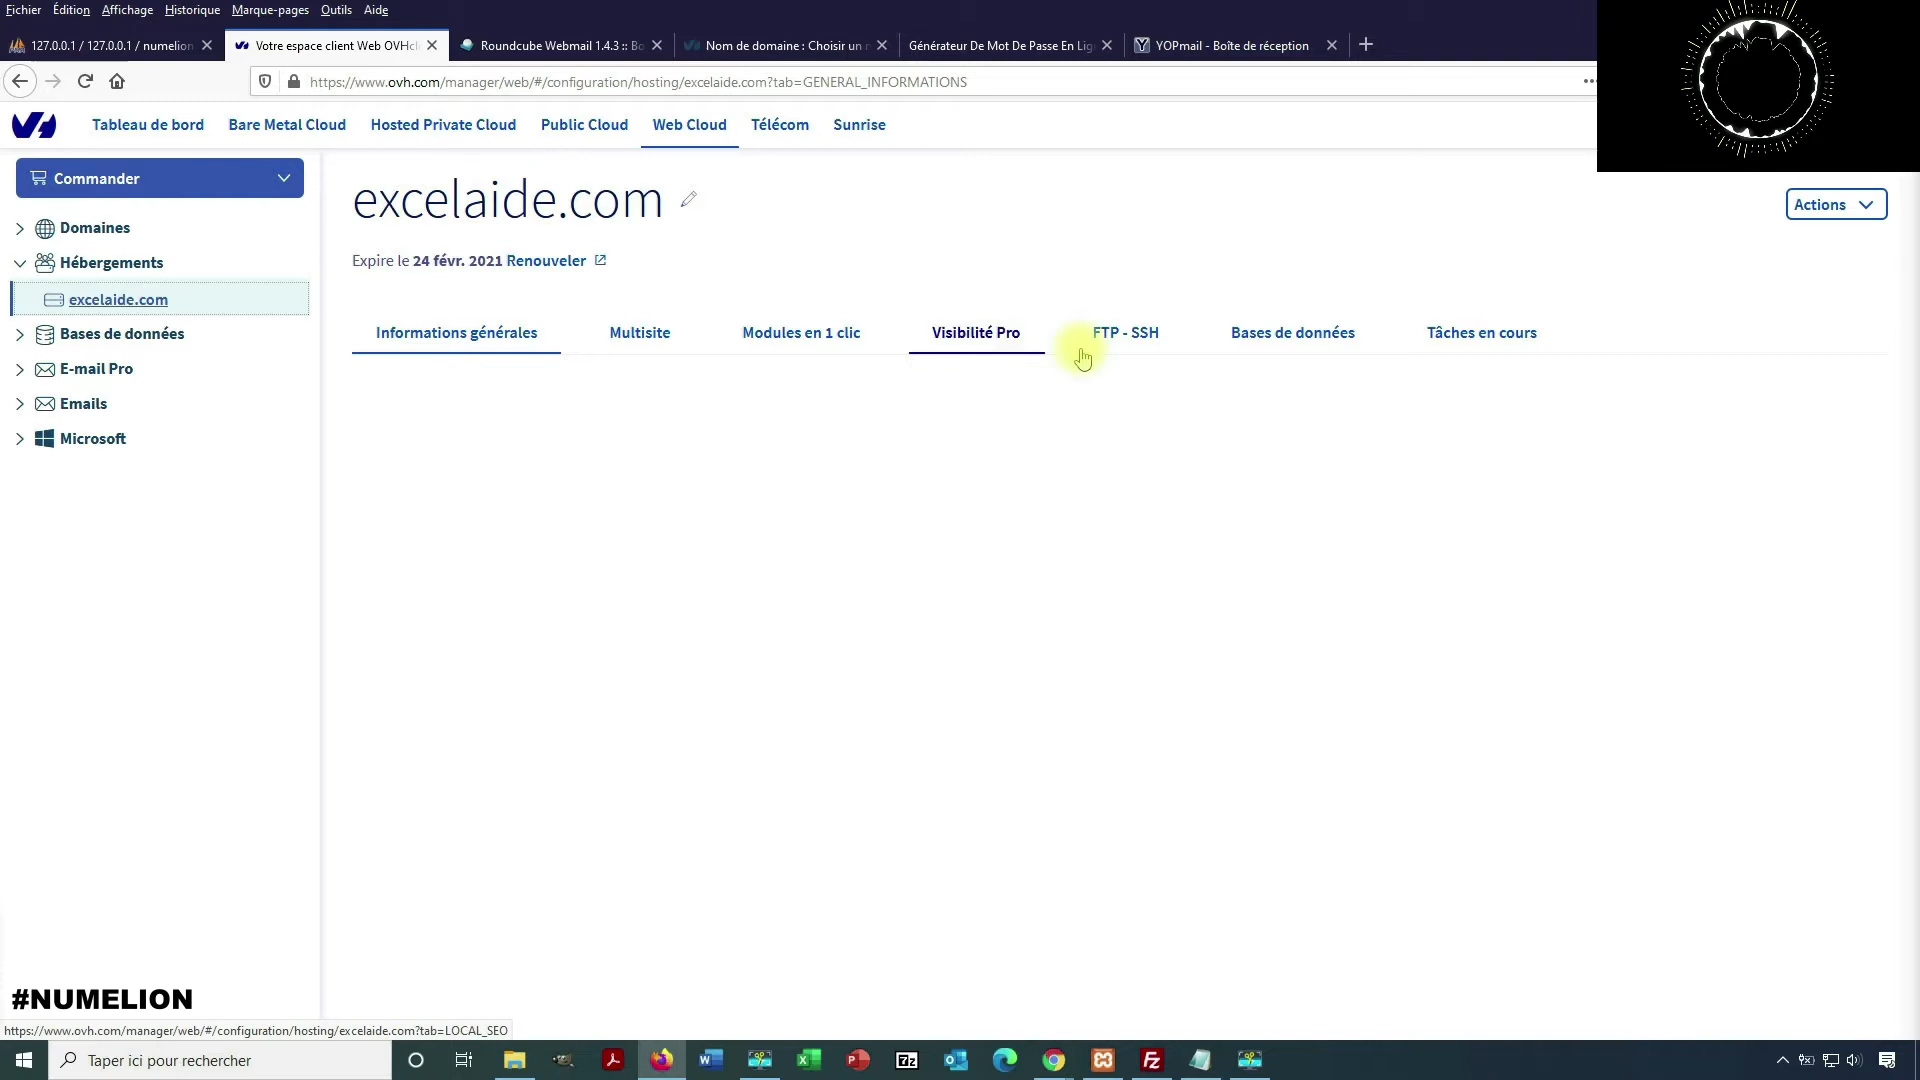 Fichier Édition Affichage Historique Marque-pages Outils Aide
127.0.0.1 / 127.0.0.1 / numelion
Votre espace client Web OVHcl
Roundcube Webmail 1.4.3 :: Bo
Nom de domaine : Choisir un n
Générateur De Mot De Passe En Lig
YOPmail - Boîte de réception
https://www.ovh.com/manager/web/#/configuration/hosting/excelaide.com?tab=GENERAL_INFORMATIONS
Tableau de bord Bare Metal Cloud Hosted Private Cloud Public Cloud Web Cloud Télécom Sunrise
Commander
Domaines
Hébergements
excelaide.com
Bases de données
E-mail Pro
Emails
Microsoft
excelaide.com
Actions
Expire le 24 févr. 2021 Renouveler
Informations générales Multisite Modules en 1 clic Visibilité Pro FTP - SSH Bases de données Tâches en cours
#NUMELION
https://www.ovh.com/manager/web/#/configuration/hosting/excelaide.com?tab=LOCAL_SEO
Taper ici pour rechercher